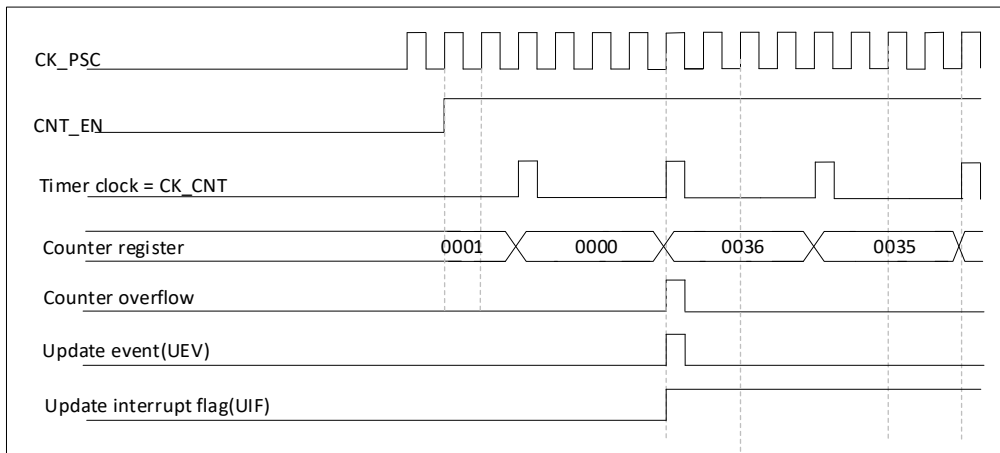 CK_PSC
CNT_EN
Timer clock = CK_CNT
Counter register 0001 0000 0036 0035
Counter overflow
Update event(UEV)
Update interrupt flag(UIF)